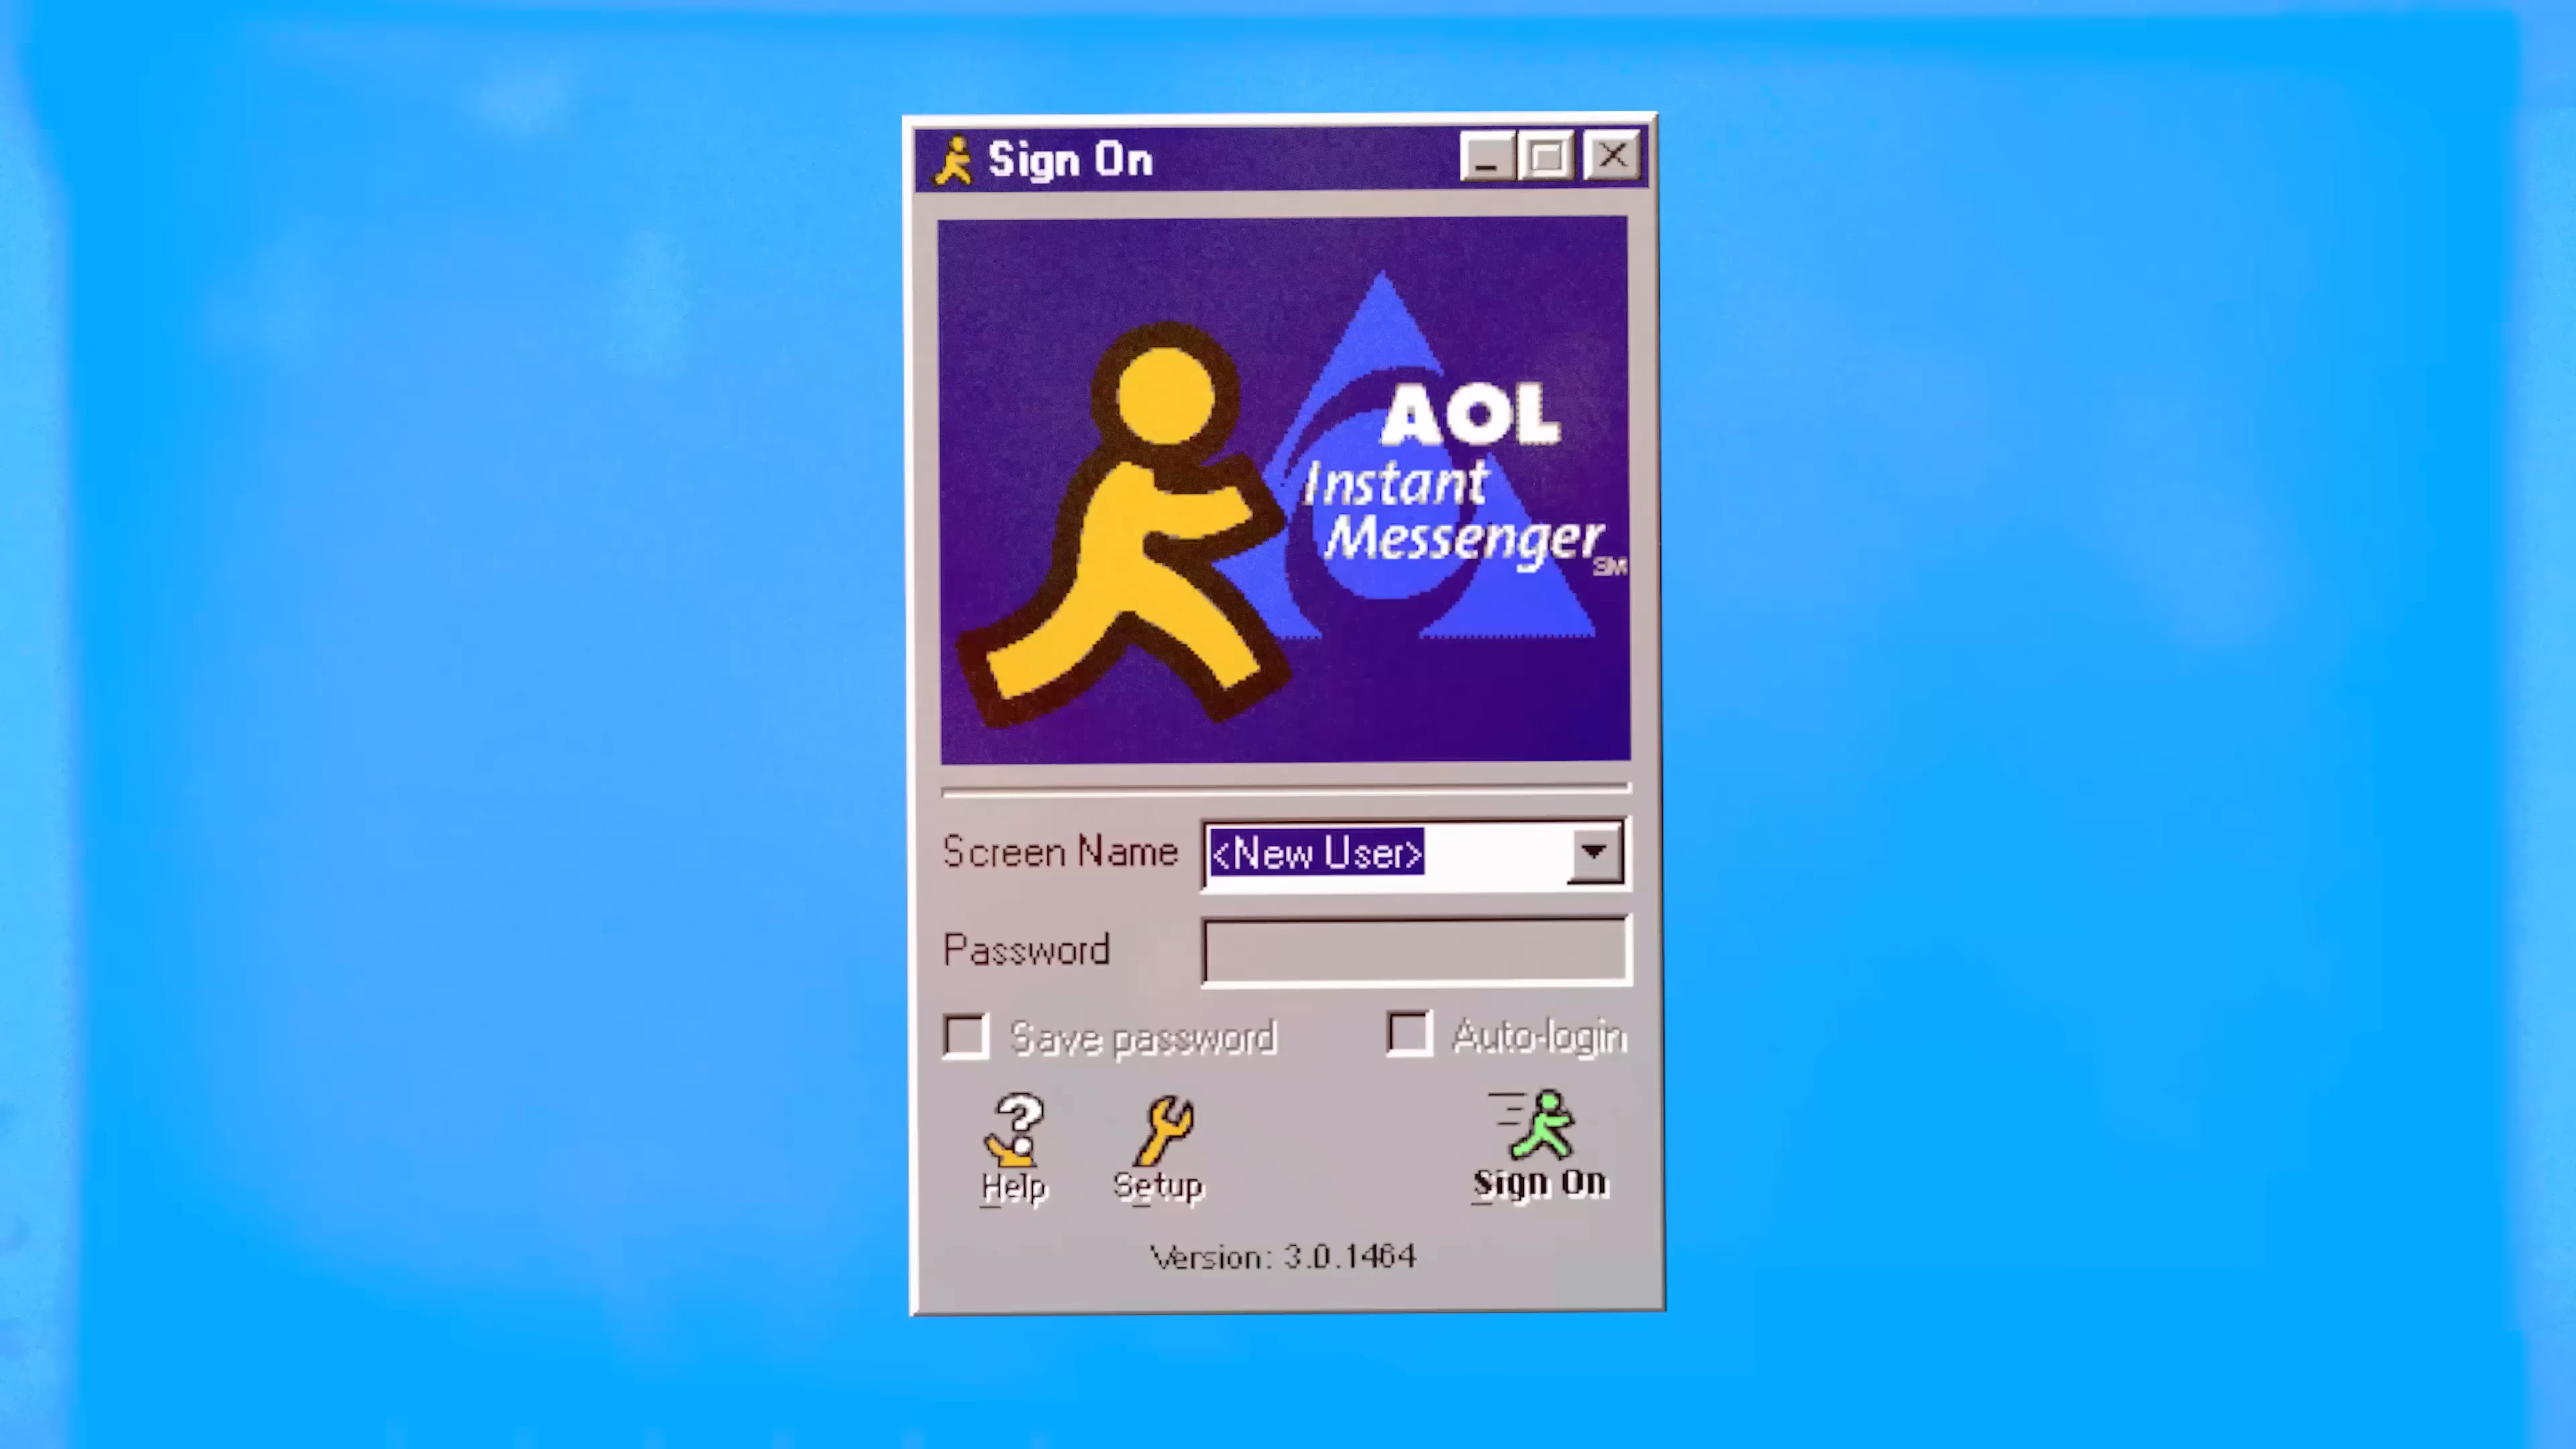 Sign On
AOL
Instant
Messenger
SM
Screen Name <New User>
Password
Save password Auto-login
Help Setup Sign On
Version: 3.0.1464